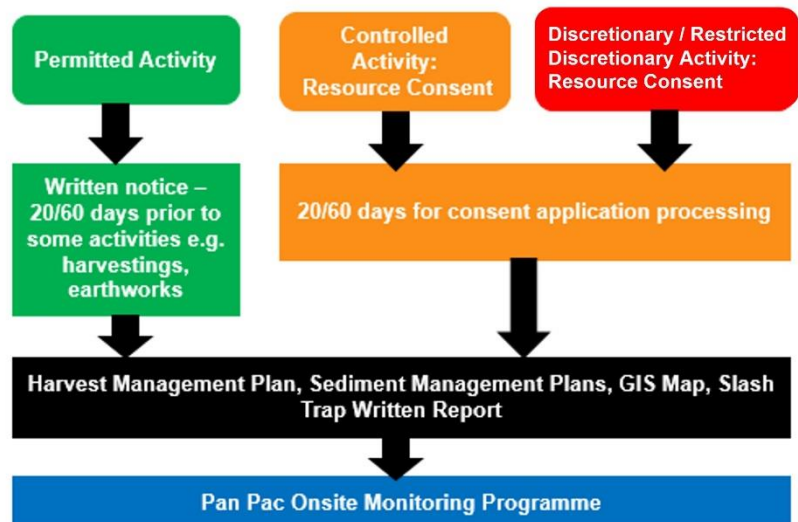 Permitted Activity
Controlled
Activity:
Resource Consent
Discretionary / Restricted
Discretionary Activity:
Resource Consent
Written notice –
20/60 days prior to
some activities e.g.
harvestings,
earthworks
20/60 days for consent application processing
Harvest Management Plan, Sediment Management Plans, GIS Map, Slash
Trap Written Report
Pan Pac Onsite Monitoring Programme